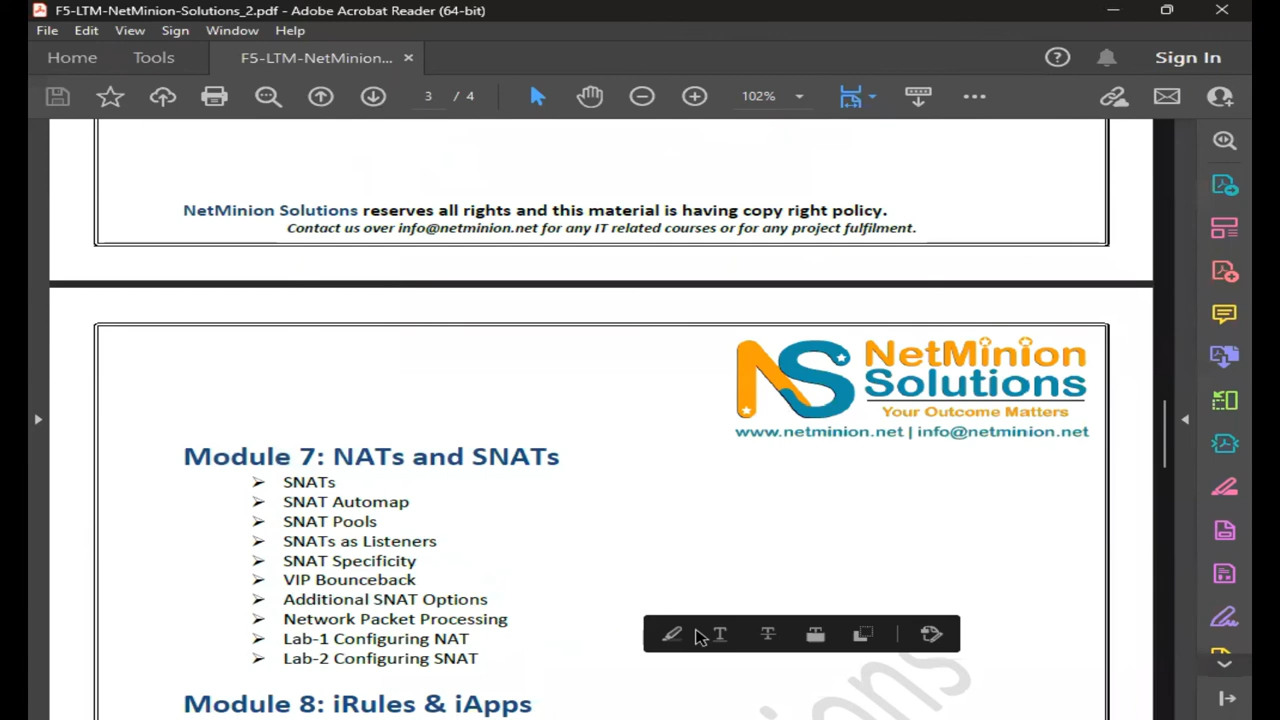 F5-LTM-NetMinion-Solutions_2.pdf - Adobe Acrobat Reader (64-bit)
File Edit View Sign Window Help
Home Tools F5-LTM-NetMinion... × Sign In
3 / 4 102%
NetMinion Solutions reserves all rights and this material is having copy right policy.
Contact us over info@netminion.net for any IT related courses or for any project fulfilment.
NS NetMinion
Solutions
Your Outcome Matters
www.netminion.net | info@netminion.net
Module 7: NATs and SNATs
➢ SNATs
➢ SNAT Automap
➢ SNAT Pools
➢ SNATs as Listeners
➢ SNAT Specificity
➢ VIP Bounceback
➢ Additional SNAT Options
➢ Network Packet Processing
➢ Lab-1 Configuring NAT
➢ Lab-2 Configuring SNAT
Module 8: iRules & iApps